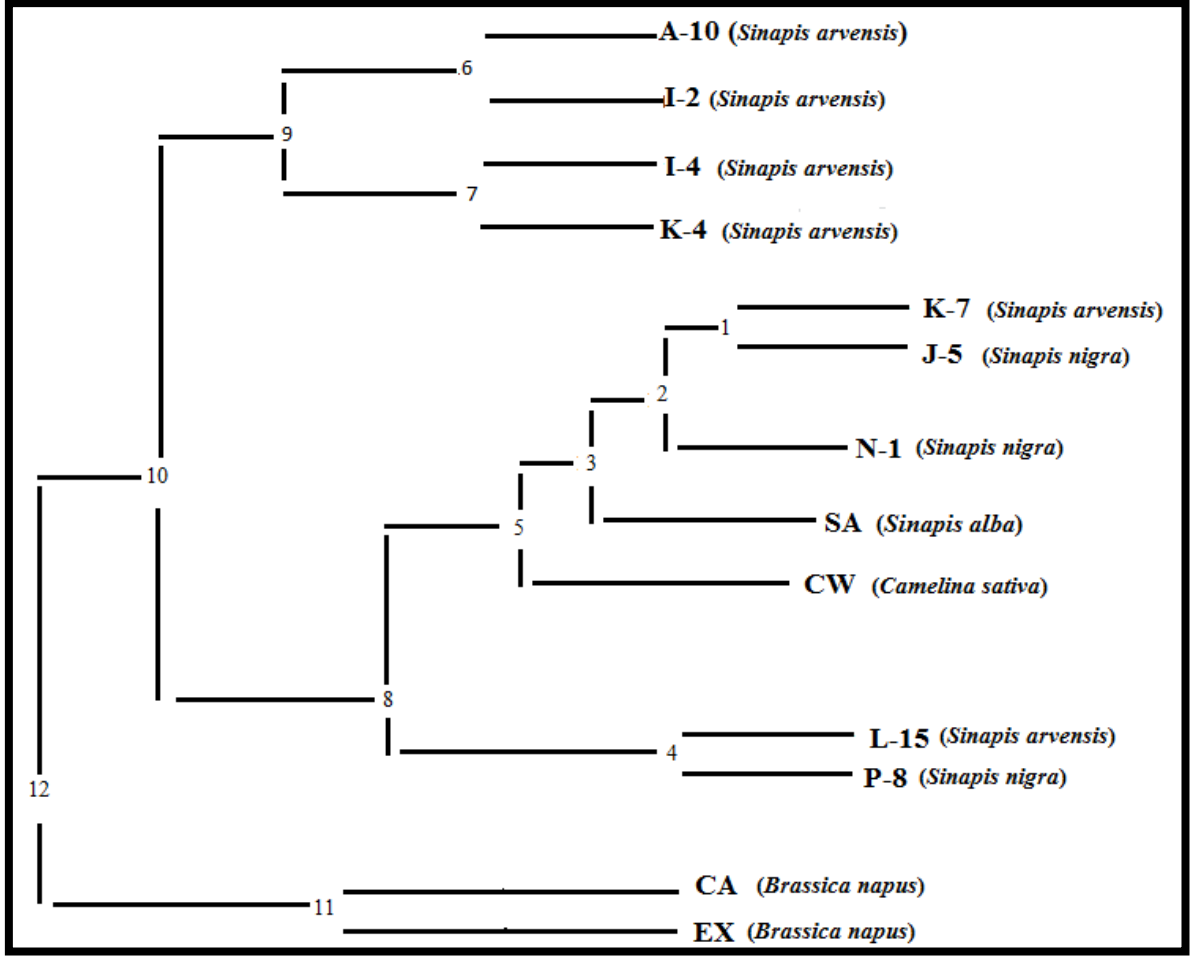 A-10 (Sinapis arvensis)
6
I-2 (Sinapis arvensis)
9
I-4 (Sinapis arvensis)
7
K-4 (Sinapis arvensis)
K-7 (Sinapis arvensis)
1
J-5 (Sinapis nigra)
2
N-1 (Sinapis nigra)
3
10
SA (Sinapis alba)
5
CW (Camelina sativa)
8
L-15 (Sinapis arvensis)
4
P-8 (Sinapis nigra)
12
CA (Brassica napus)
11
EX (Brassica napus)